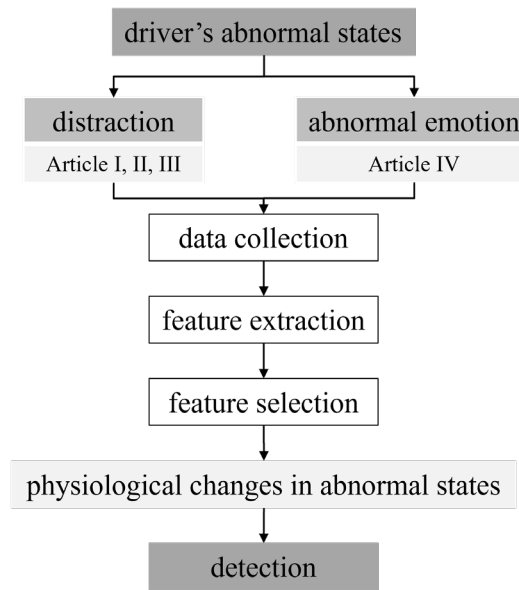 driver's abnormal states
distraction
abnormal emotion
Article I, II, III
Article IV
data collection
feature extraction
feature selection
physiological changes in abnormal states
detection